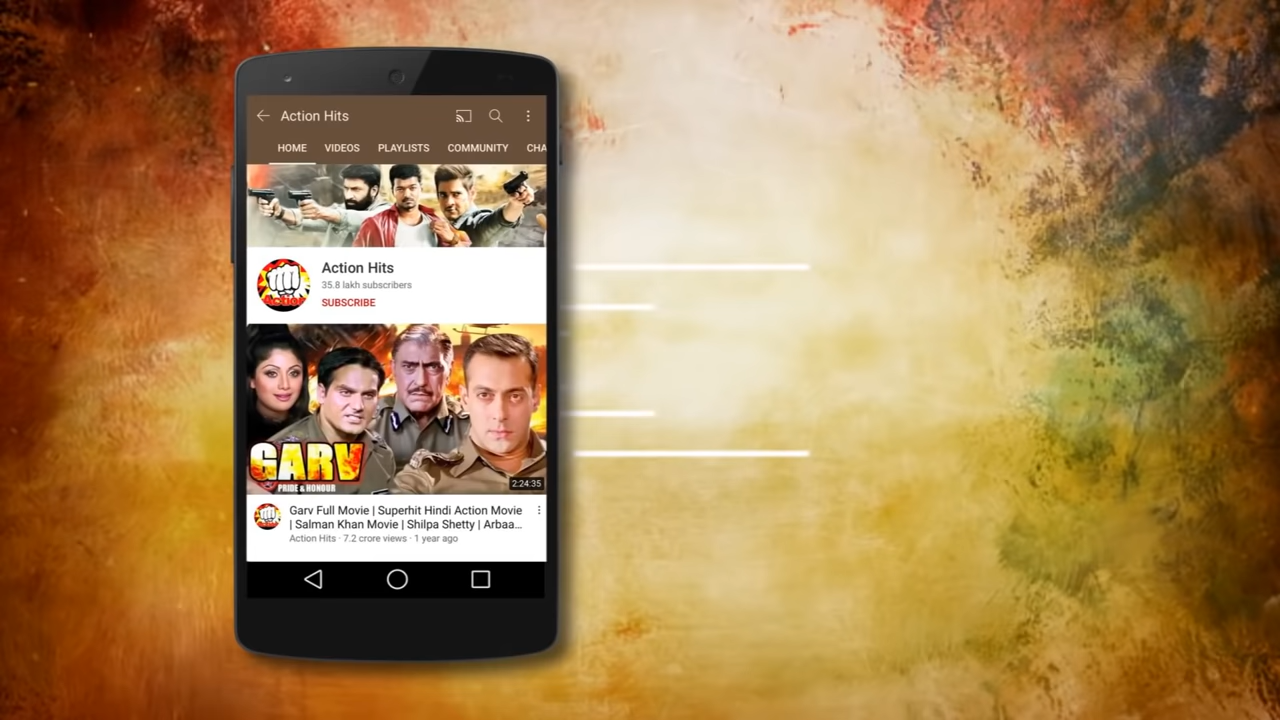 Action Hits
HOME VIDEOS PLAYLISTS COMMUNITY CHA
Action Hits
35.8 lakh subscribers
SUBSCRIBE
Action
GARV
PRIDE & HONOUR
2:24:35
Garv Full Movie | Superhit Hindi Action Movie
| Salman Khan Movie | Shilpa Shetty | Arbaa...
Action Hits · 7.2 crore views · 1 year ago